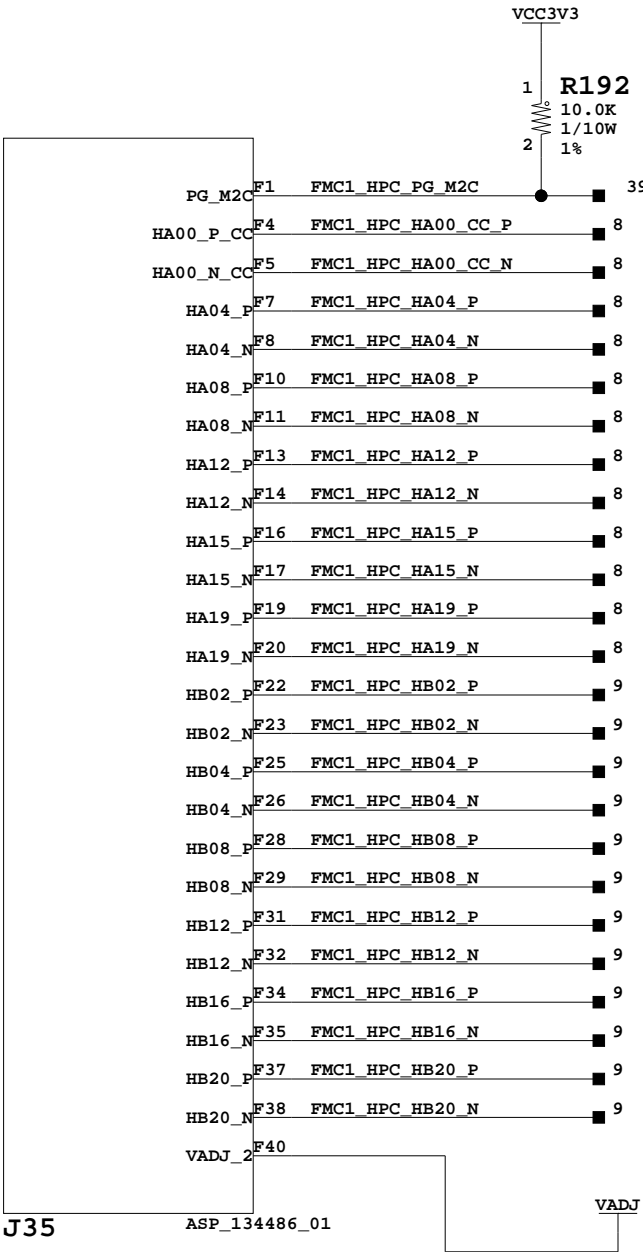 VCC3V3
1 R192
10.0K
1/10W
2 1%
PG_M2C F1 FMC1_HPC_PG_M2C 39
HA00_P_CC F4 FMC1_HPC_HA00_CC_P 8
HA00_N_CC F5 FMC1_HPC_HA00_CC_N 8
HA04_P F7 FMC1_HPC_HA04_P 8
HA04_N F8 FMC1_HPC_HA04_N 8
HA08_P F10 FMC1_HPC_HA08_P 8
HA08_N F11 FMC1_HPC_HA08_N 8
HA12_P F13 FMC1_HPC_HA12_P 8
HA12_N F14 FMC1_HPC_HA12_N 8
HA15_P F16 FMC1_HPC_HA15_P 8
HA15_N F17 FMC1_HPC_HA15_N 8
HA19_P F19 FMC1_HPC_HA19_P 8
HA19_N F20 FMC1_HPC_HA19_N 8
HB02_P F22 FMC1_HPC_HB02_P 9
HB02_N F23 FMC1_HPC_HB02_N 9
HB04_P F25 FMC1_HPC_HB04_P 9
HB04_N F26 FMC1_HPC_HB04_N 9
HB08_P F28 FMC1_HPC_HB08_P 9
HB08_N F29 FMC1_HPC_HB08_N 9
HB12_P F31 FMC1_HPC_HB12_P 9
HB12_N F32 FMC1_HPC_HB12_N 9
HB16_P F34 FMC1_HPC_HB16_P 9
HB16_N F35 FMC1_HPC_HB16_N 9
HB20_P F37 FMC1_HPC_HB20_P 9
HB20_N F38 FMC1_HPC_HB20_N 9
VADJ_2 F40
VADJ
J35 ASP_134486_01